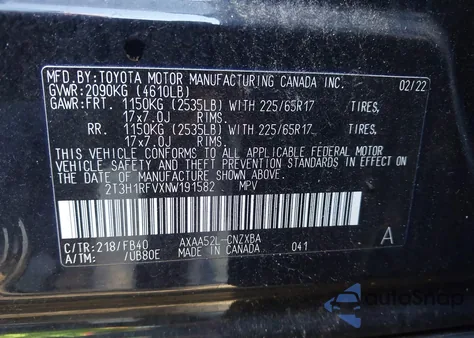 MFD.BY:TOYOTA MOTOR MANUFACTURING CANADA INC. 02/22
GVWR:2090KG (4610LB)
GAWR:FRT. 1150KG (2535LB) WITH 225/65R17 TIRES,
17x7.0J RIMS.
RR. 1150KG (2535LB) WITH 225/65R17 TIRES,
17x7.0J RIMS.
THIS VEHICLE CONFORMS TO ALL APPLICABLE FEDERAL MOTOR
VEHICLE SAFETY AND THEFT PREVENTION STANDARDS IN EFFECT
ON THE DATE OF MANUFACTURE SHOWN ABOVE.
2T3H1RFVXNW191582 MPV
C/TR:218/FB40 AXAA52L-CNZXBA A
A/TM: /UB80E MADE IN CANADA 041
AutoSnap